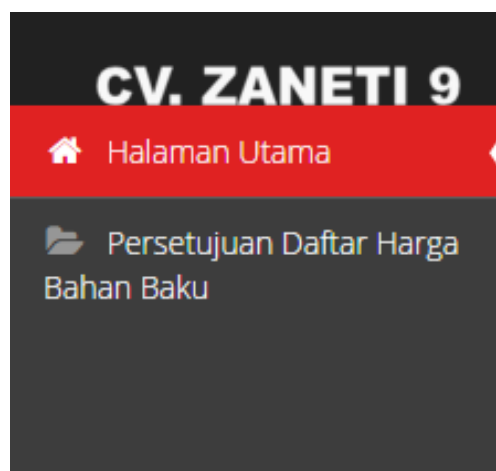 CV. ZANETI 9
Halaman Utama
Persetujuan Daftar Harga
Bahan Baku